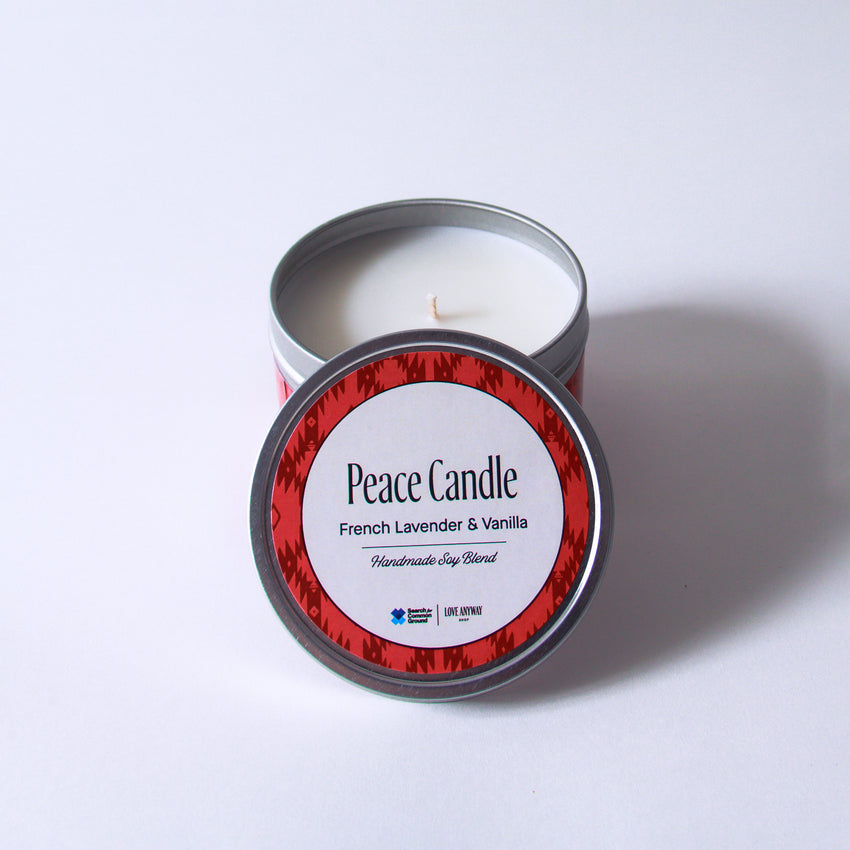 Peace Candle
French Lavender & Vanilla
Handmade Soy Blend
Search for
Common
Ground
LOVE ANYWAY
SHOP